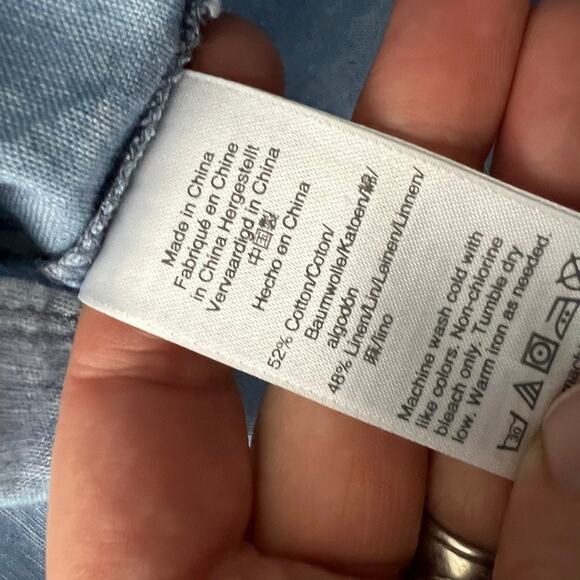 Made in China
Fabriqué en Chine
in China Hergestellt
Vervaardigd in China
中国製
Hecho en China
52% Cotton/Coton/
Baumwolle/Katoen/綿/
algodón
48% Linen/Lin/Leinen/Linnen/
麻/lino
Machine wash cold with
like colors. Non-chlorine
bleach only. Tumble dry
low. Warm iron as needed.
30